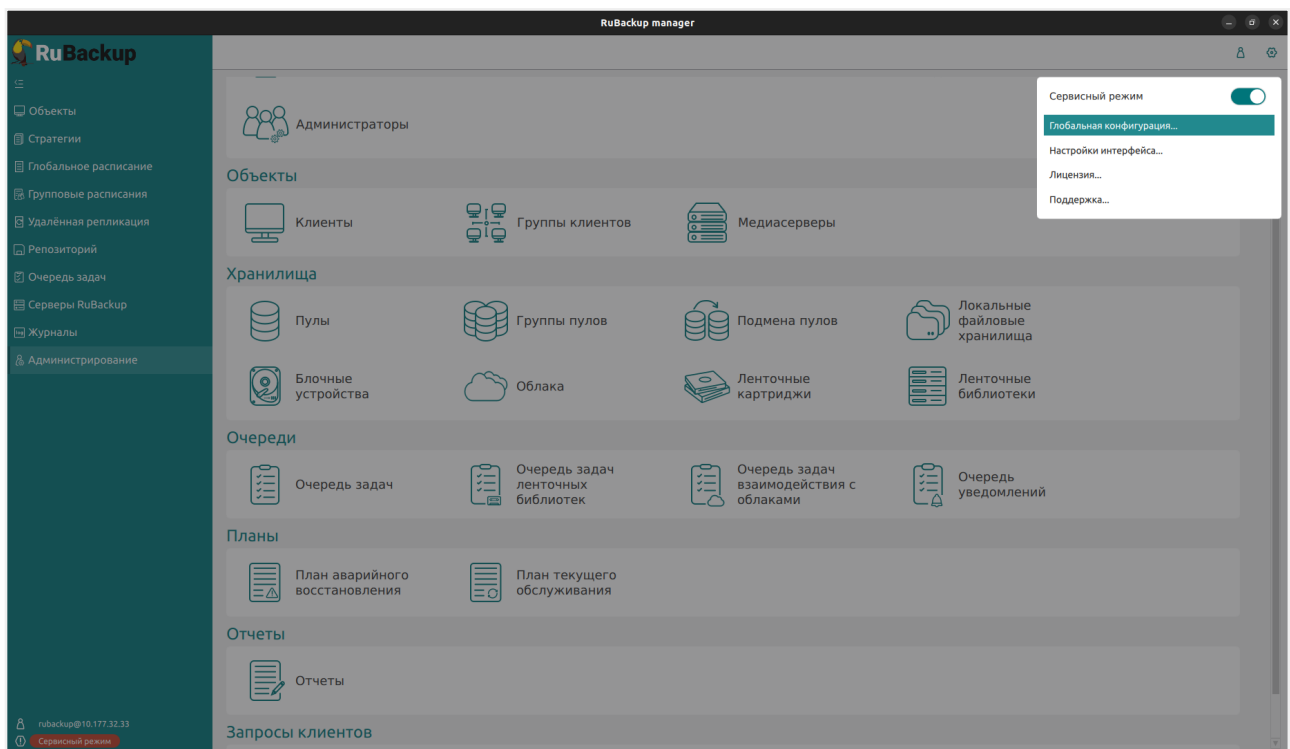 RuBackup manager
RuBackup
Объекты
Стратегии
Глобальное расписание
Групповые расписания
Удалённая репликация
Репозиторий
Очередь задач
Серверы RuBackup
Журналы
Администрирование
rubackup@10.177.32.33
Сервисный режим
Администраторы
Объекты
Клиенты
Группы клиентов
Медиасерверы
Хранилища
Пулы
Группы пулов
Подмена пулов
Локальные
файловые
хранилища
Блочные
устройства
Облака
Ленточные
картриджи
Ленточные
библиотеки
Очереди
Очередь задач
Очередь задач
ленточных
библиотек
Очередь задач
взаимодействия с
облаками
Очередь
уведомлений
Планы
План аварийного
восстановления
План текущего
обслуживания
Отчеты
Отчеты
Запросы клиентов
Сервисный режим
Глобальная конфигурация...
Настройки интерфейса...
Лицензия...
Поддержка...